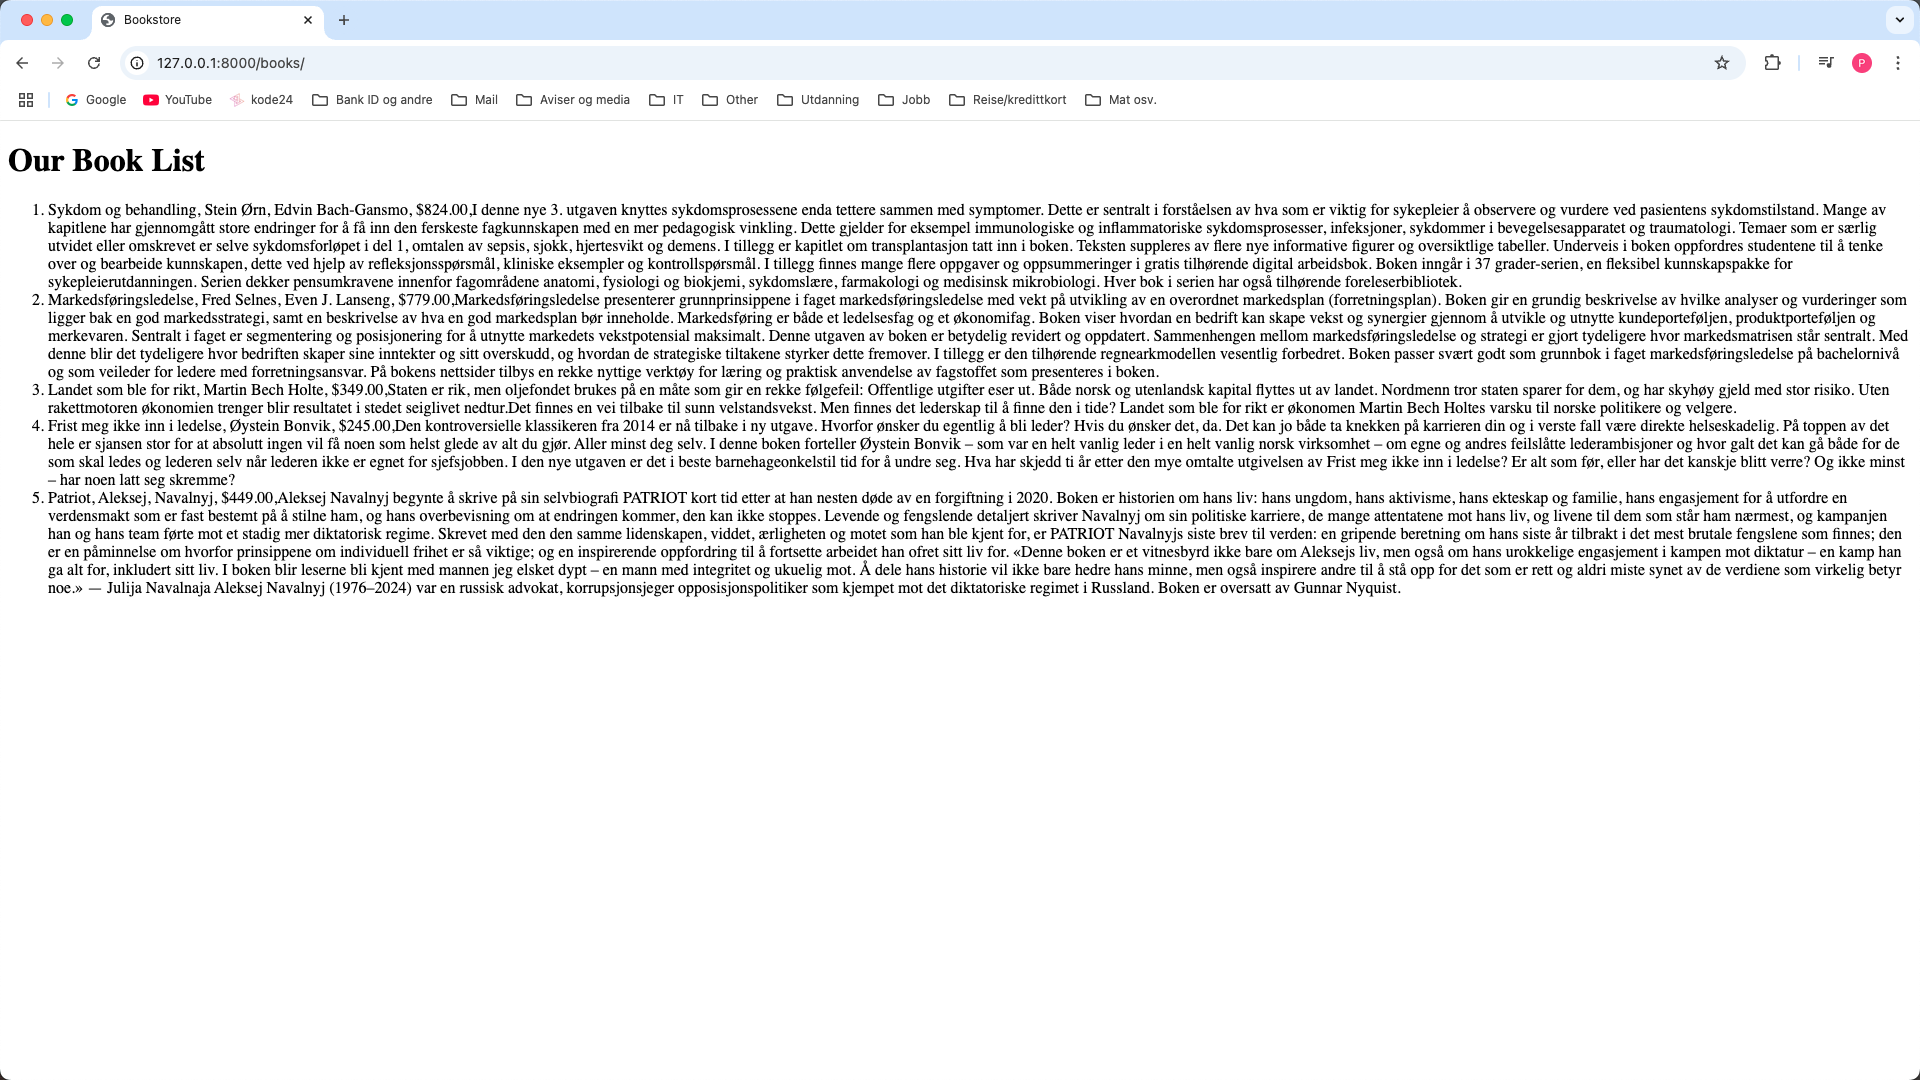 Bookstore
127.0.0.1:8000/books/
P
Google YouTube kode24 Bank ID og andre Mail Aviser og media IT Other Utdanning Jobb Reise/kredittkort Mat osv.
Our Book List
1. Sykdom og behandling, Stein Ørn, Edvin Bach-Gansmo, $824.00,I denne nye 3. utgaven knyttes sykdomsprosessene enda tettere sammen med symptomer. Dette er sentralt i forståelsen av hva som er viktig for sykepleier å observere og vurdere ved pasientens sykdomstilstand. Mange av
kapitlene har gjennomgått store endringer for å få inn den ferskeste fagkunnskapen med en mer pedagogisk vinkling. Dette gjelder for eksempel immunologiske og inflammatoriske sykdomsprosesser, infeksjoner, sykdommer i bevegelsesapparatet og traumatologi. Temaer som er særlig
utvidet eller omskrevet er selve sykdomsforløpet i del 1, omtalen av sepsis, sjokk, hjertesvikt og demens. I tillegg er kapitlet om transplantasjon tatt inn i boken. Teksten suppleres av flere nye informative figurer og oversiktlige tabeller. Underveis i boken oppfordres studentene til å tenke
over og bearbeide kunnskapen, dette ved hjelp av refleksjonsspørsmål, kliniske eksempler og kontrollspørsmål. I tillegg finnes mange flere oppgaver og oppsummeringer i gratis tilhørende digital arbeidsbok. Boken inngår i 37 grader-serien, en fleksibel kunnskapspakke for
sykepleierutdanningen. Serien dekker pensumkravene innenfor fagområdene anatomi, fysiologi og biokjemi, sykdomslære, farmakologi og medisinsk mikrobiologi. Hver bok i serien har også tilhørende foreleserbibliotek.
2. Markedsføringsledelse, Fred Selnes, Even J. Lanseng, $779.00,Markedsføringsledelse presenterer grunnprinsippene i faget markedsføringsledelse med vekt på utvikling av en overordnet markedsplan (forretningsplan). Boken gir en grundig beskrivelse av hvilke analyser og vurderinger som
ligger bak en god markedsstrategi, samt en beskrivelse av hva en god markedsplan bør inneholde. Markedsføring er både et ledelsesfag og et økonomifag. Boken viser hvordan en bedrift kan skape vekst og synergier gjennom å utvikle og utnytte kundeporteføljen, produktporteføljen og
merkevaren. Sentralt i faget er segmentering og posisjonering for å utnytte markedets vekstpotensial maksimalt. Denne utgaven av boken er betydelig revidert og oppdatert. Sammenhengen mellom markedsføringsledelse og strategi er gjort tydeligere hvor markedsmatrisen står sentralt. Med
denne blir det tydeligere hvor bedriften skaper sine inntekter og sitt overskudd, og hvordan de strategiske tiltakene styrker dette fremover. I tillegg er den tilhørende regnearkmodellen vesentlig forbedret. Boken passer svært godt som grunnbok i faget markedsføringsledelse på bachelornivå
og som veileder for ledere med forretningsansvar. På bokens nettsider tilbys en rekke nyttige verktøy for læring og praktisk anvendelse av fagstoffet som presenteres i boken.
3. Landet som ble for rikt, Martin Bech Holte, $349.00,Staten er rik, men oljefondet brukes på en måte som gir en rekke følgefeil: Offentlige utgifter eser ut. Både norsk og utenlandsk kapital flyttes ut av landet. Nordmenn tror staten sparer for dem, og har skyhøy gjeld med stor risiko. Uten
rakettmotoren økonomien trenger blir resultatet i stedet seiglivet nedtur.Det finnes en vei tilbake til sunn velstandsvekst. Men finnes det lederskap til å finne den i tide? Landet som ble for rikt er økonomen Martin Bech Holtes varsku til norske politikere og velgere.
4. Frist meg ikke inn i ledelse, Øystein Bonvik, $245.00,Den kontroversielle klassikeren fra 2014 er nå tilbake i ny utgave. Hvorfor ønsker du egentlig å bli leder? Hvis du ønsker det, da. Det kan jo både ta knekken på karrieren din og i verste fall være direkte helseskadelig. På toppen av det
hele er sjansen stor for at absolutt ingen vil få noen som helst glede av alt du gjør. Aller minst deg selv. I denne boken forteller Øystein Bonvik – som var en helt vanlig leder i en helt vanlig norsk virksomhet – om egne og andres feilslåtte lederambisjoner og hvor galt det kan gå både for de
som skal ledes og lederen selv når lederen ikke er egnet for sjefsjobben. I den nye utgaven er det i beste barnehageonkelstil tid for å undre seg. Hva har skjedd ti år etter den mye omtalte utgivelsen av Frist meg ikke inn i ledelse? Er alt som før, eller har det kanskje blitt verre? Og ikke minst
– har noen latt seg skremme?
5. Patriot, Aleksej, Navalnyj, $449.00,Aleksej Navalnyj begynte å skrive på sin selvbiografi PATRIOT kort tid etter at han nesten døde av en forgiftning i 2020. Boken er historien om hans liv: hans ungdom, hans aktivisme, hans ekteskap og familie, hans engasjement for å utfordre en
verdensmakt som er fast bestemt på å stilne ham, og hans overbevisning om at endringen kommer, den kan ikke stoppes. Levende og fengslende detaljert skriver Navalnyj om sin politiske karriere, de mange attentatene mot hans liv, og livene til dem som står ham nærmest, og kampanjen
han og hans team førte mot et stadig mer diktatorisk regime. Skrevet med den den samme lidenskapen, viddet, ærligheten og motet som han ble kjent for, er PATRIOT Navalnyjs siste brev til verden: en gripende beretning om hans siste år tilbrakt i det mest brutale fengslene som finnes; den
er en påminnelse om hvorfor prinsippene om individuell frihet er så viktige; og en inspirerende oppfordring til å fortsette arbeidet han ofret sitt liv for. «Denne boken er et vitnesbyrd ikke bare om Aleksejs liv, men også om hans urokkelige engasjement i kampen mot diktatur – en kamp han
ga alt for, inkludert sitt liv. I boken blir leserne bli kjent med mannen jeg elsket dypt – en mann med integritet og ukuelig mot. Å dele hans historie vil ikke bare hedre hans minne, men også inspirere andre til å stå opp for det som er rett og aldri miste synet av de verdiene som virkelig betyr
noe.» — Julija Navalnaja Aleksej Navalnyj (1976–2024) var en russisk advokat, korrupsjonsjeger opposisjonspolitiker som kjempet mot det diktatoriske regimet i Russland. Boken er oversatt av Gunnar Nyquist.